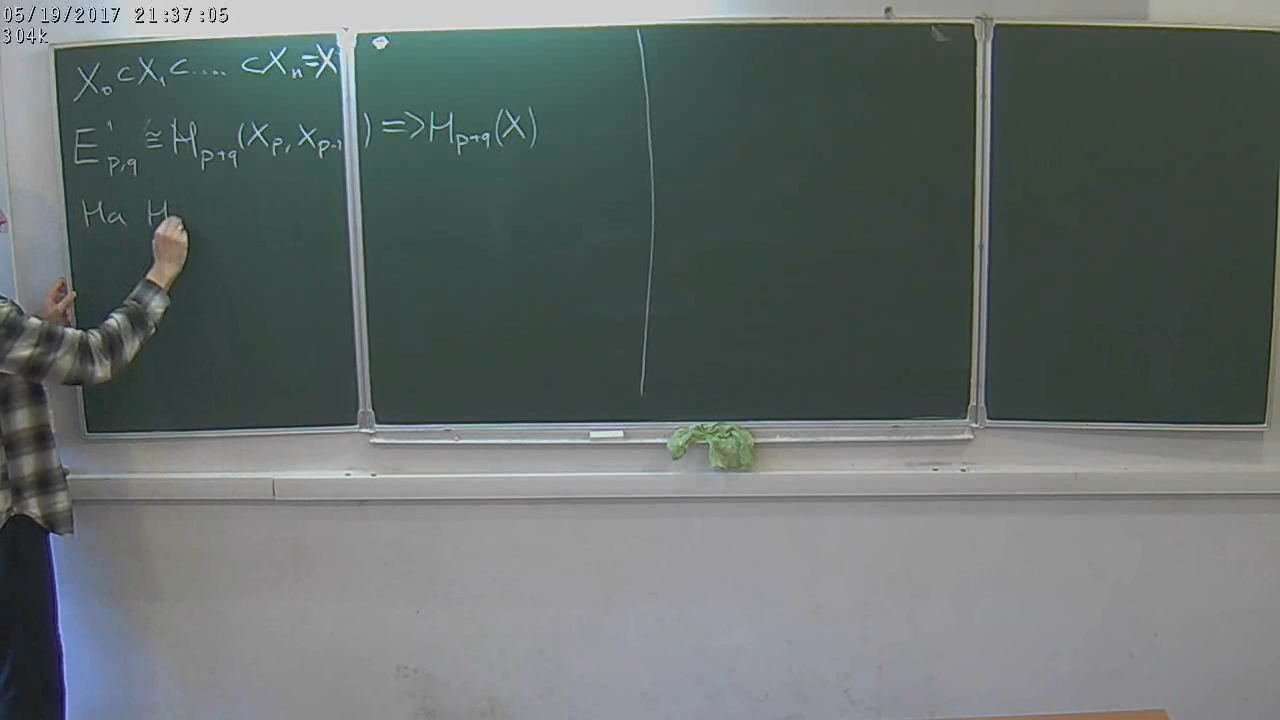 05/19/2017 21:37:05
304k
X₀ ⊂ X₁ ⊂ .... ⊂ Xₙ = X
E¹_{p,q} ≅ H_{p+q}(X_p, X_{p-1}) => H_{p+q}(X)
На H